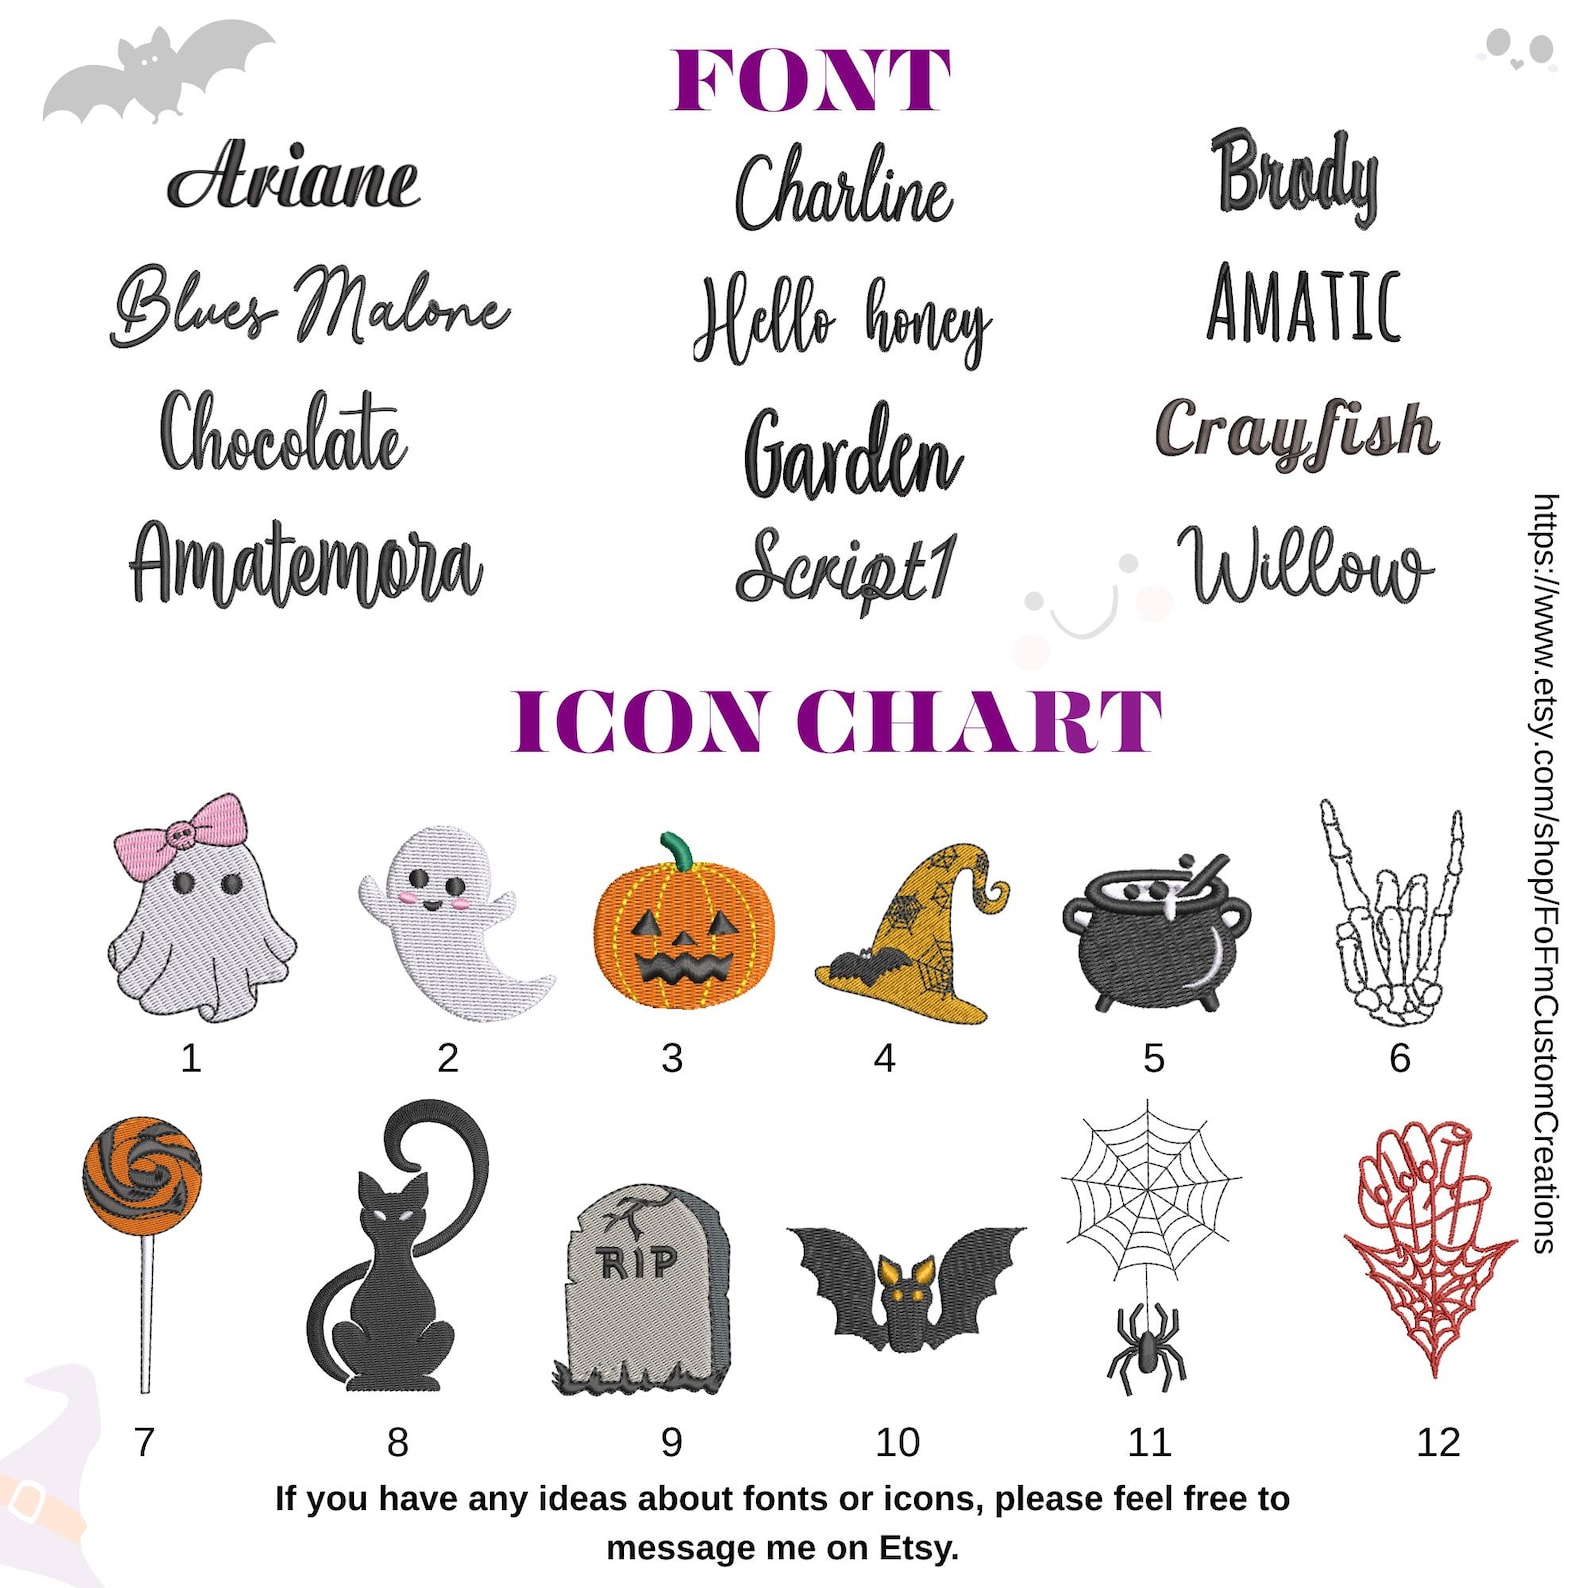 FONT
Ariane
Charline
Brody
Blues Malone
Hello honey
AMATIC
Chocolate
Garden
Crayfish
Amatemora
Script1
Willow
ICON CHART
1
2
3
4
5
6
RIP
7
8
9
10
11
12
If you have any ideas about fonts or icons, please feel free to
message me on Etsy.
https://www.etsy.com/shop/FoFmCustomCreations